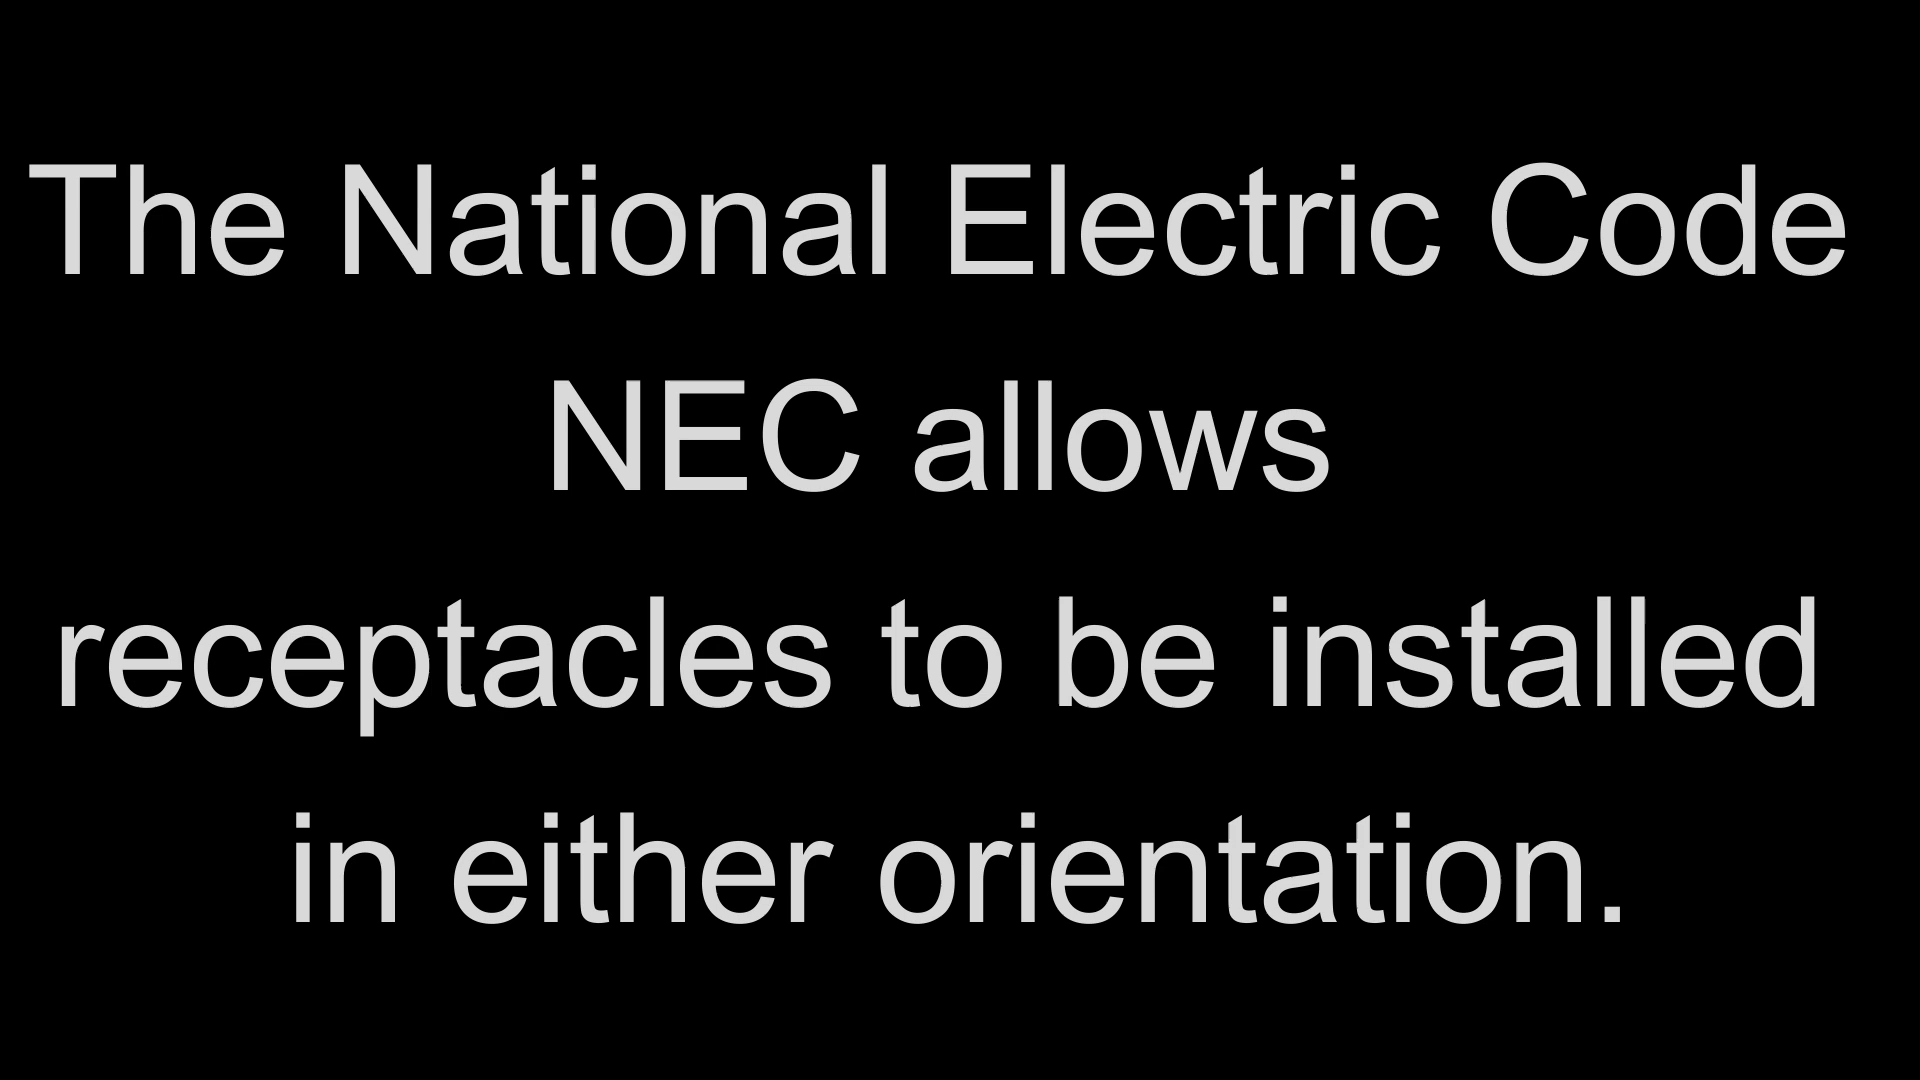 The National Electric Code
NEC allows
receptacles to be installed
in either orientation.